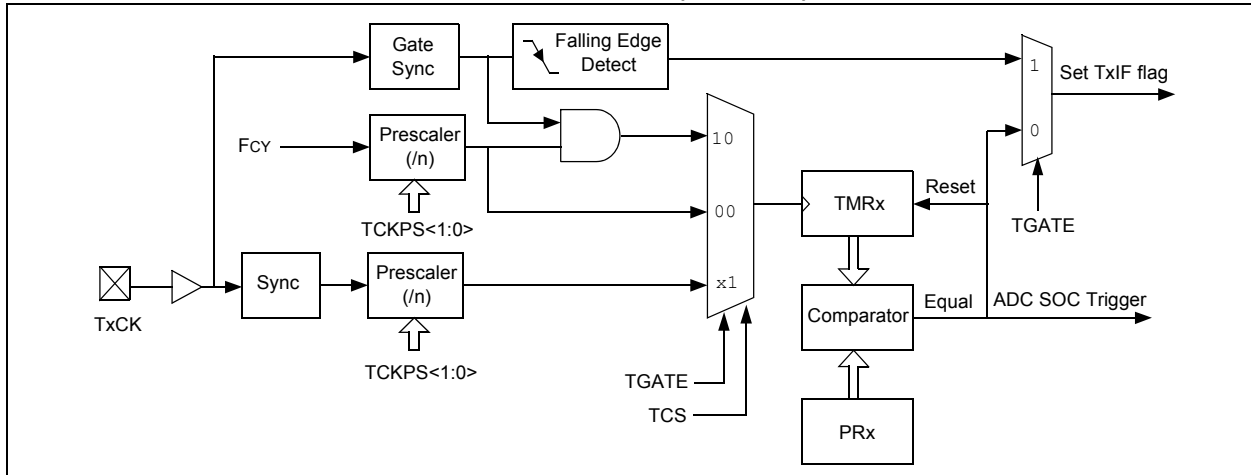 Gate
Sync
Falling Edge
Detect
1
Set TxIF flag
0
FCY
Prescaler
(/n)
10
TCKPS<1:0>
00
TMRx
Reset
TGATE
TxCK
Sync
Prescaler
(/n)
x1
TCKPS<1:0>
Comparator
Equal
ADC SOC Trigger
TGATE
TCS
PRx